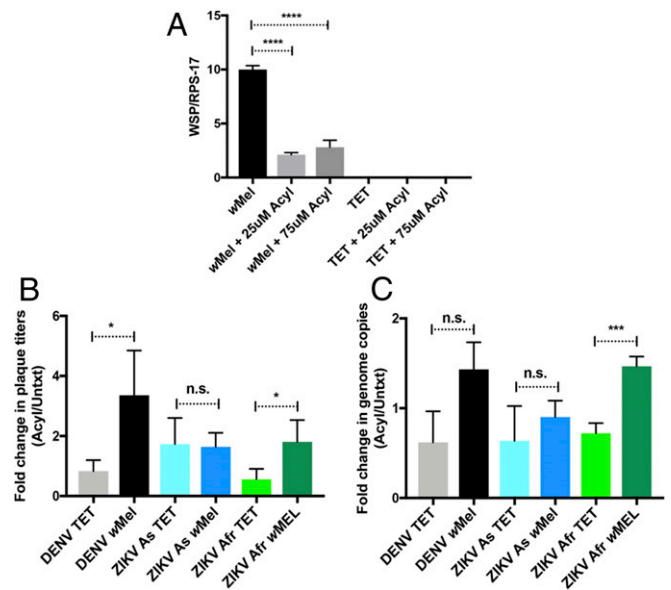 A
****
****
WSP/RPS-17
15
10
5
0
wMel
wMel + 25uM Acyl
wMel + 75uM Acyl
TET
TET + 25uM Acyl
TET + 75uM Acyl
B
Fold change in plaque titers
(Acyl/Untxt)
6
4
2
0
*
n.s.
*
DENV TET
DENV wMel
ZIKV As TET
ZIKV As wMel
ZIKV Afr TET
ZIKV Afr wMEL
C
Fold change in genome copies
(Acyl/Untxt)
2
1
1
0
n.s.
n.s.
***
DENV TET
DENV wMel
ZIKV As TET
ZIKV As wMel
ZIKV Afr TET
ZIKV Afr wMEL